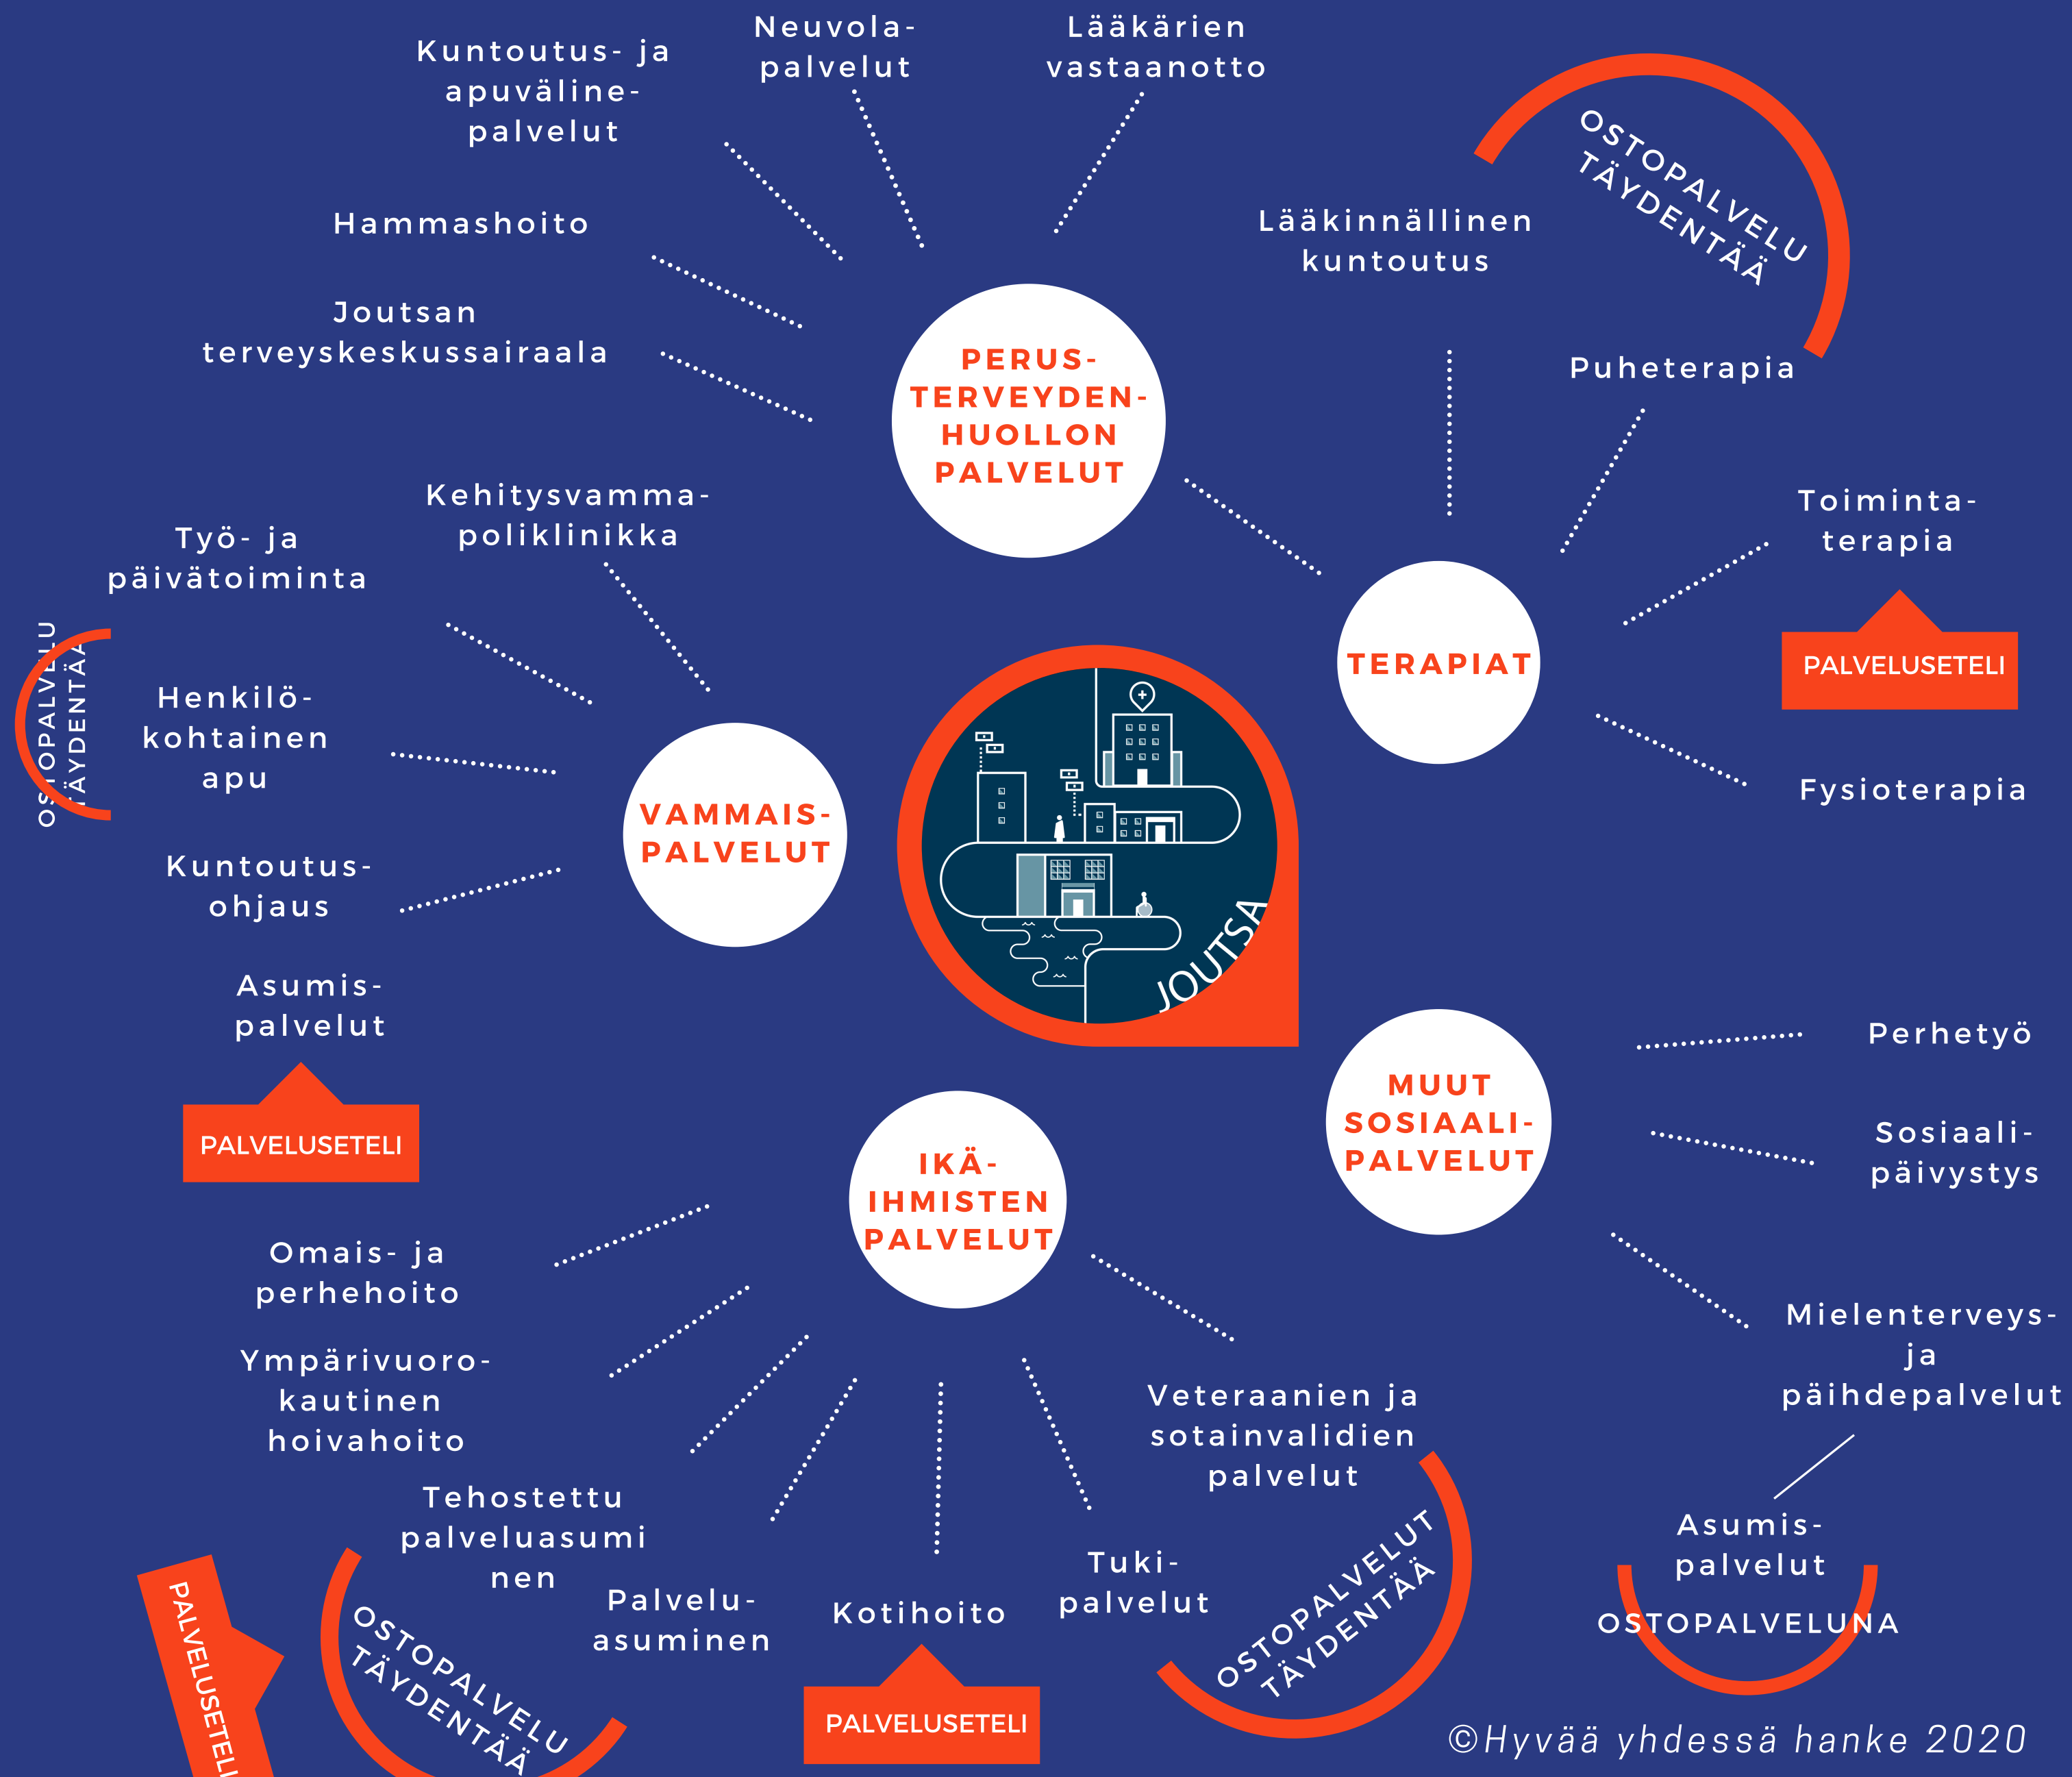 Kuntoutus- ja
apuväline-
palvelut
Neuvola-
palvelut
Lääkärien
vastaanotto
Hammashoito
Joutsan
terveyskeskussairaala
PERUS-
TERVEYDEN-
HUOLLON
PALVELUT
Lääkinnällinen
kuntoutus
OSTOPALVELU
TÄYDENTÄÄ
Puheterapia
Toiminta-
terapia
PALVELUSETELI
TERAPIAT
Fysioterapia
Kehitysvamma-
poliklinikka
Työ- ja
päivätoiminta
OSTOPALVELU
TÄYDENTÄÄ
Henkilö-
kohtainen
apu
VAMMAIS-
PALVELUT
Kuntoutus-
ohjaus
Asumis-
palvelut
PALVELUSETELI
JOUTSA
MUUT
SOSIAALI-
PALVELUT
Perhetyö
Sosiaali-
päivystys
Mielenterveys-
ja
päihdepalvelut
Asumis-
palvelut
OSTOPALVELUNA
IKÄ-
IHMISTEN
PALVELUT
Omais- ja
perhehoito
Ympärivuoro-
kautinen
hoivahoito
Tehostettu
palveluasumi
nen
PALVELUSETELI
OSTOPALVELU
TÄYDENTÄÄ
Palvelu-
asuminen
Kotihoito
PALVELUSETELI
Tuki-
palvelut
Veteraanien ja
sotainvalidien
palvelut
OSTOPALVELUT
TÄYDENTÄÄ
©Hyvää yhdessä hanke 2020